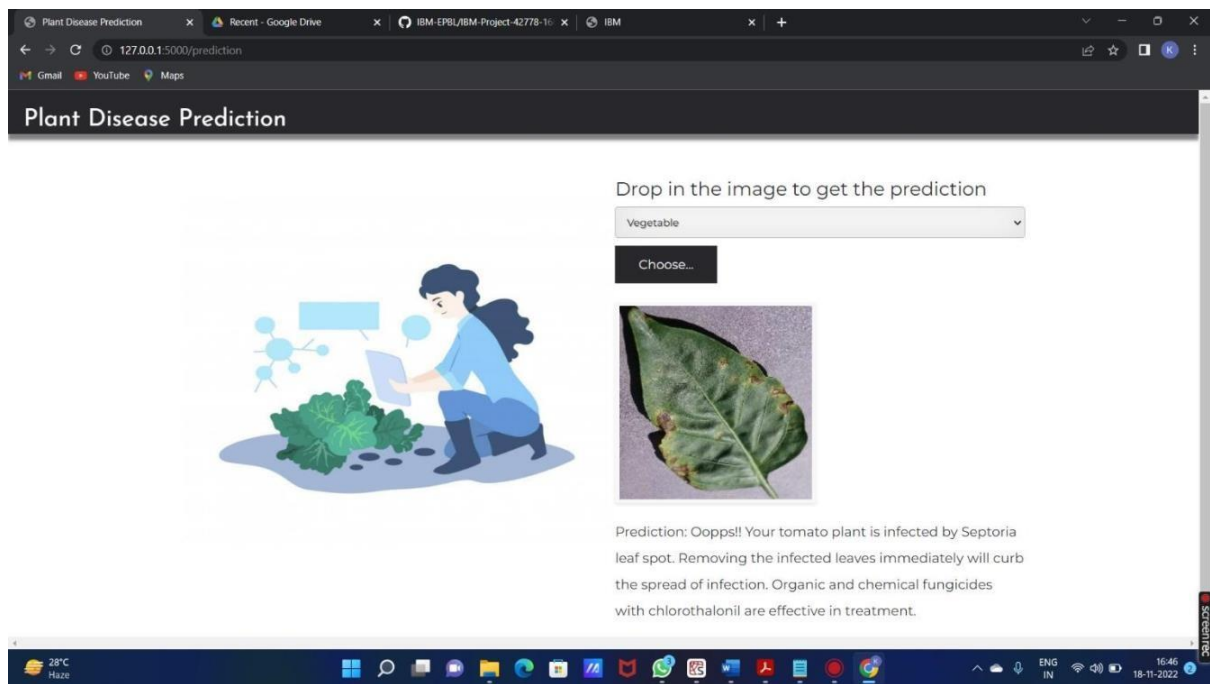 Plant Disease Prediction
Recent - Google Drive
IBM-EPBL/IBM-Project-42778-16
IBM
127.0.0.1:5000/prediction
K
Gmail
YouTube
Maps
Plant Disease Prediction
Drop in the image to get the prediction
Vegetable
Choose...
Prediction: Oopps!! Your tomato plant is infected by Septoria
leaf spot. Removing the infected leaves immediately will curb
the spread of infection. Organic and chemical fungicides
with chlorothalonil are effective in treatment.
screenrec
28°C
Haze
ENG
IN
16:46
18-11-2022